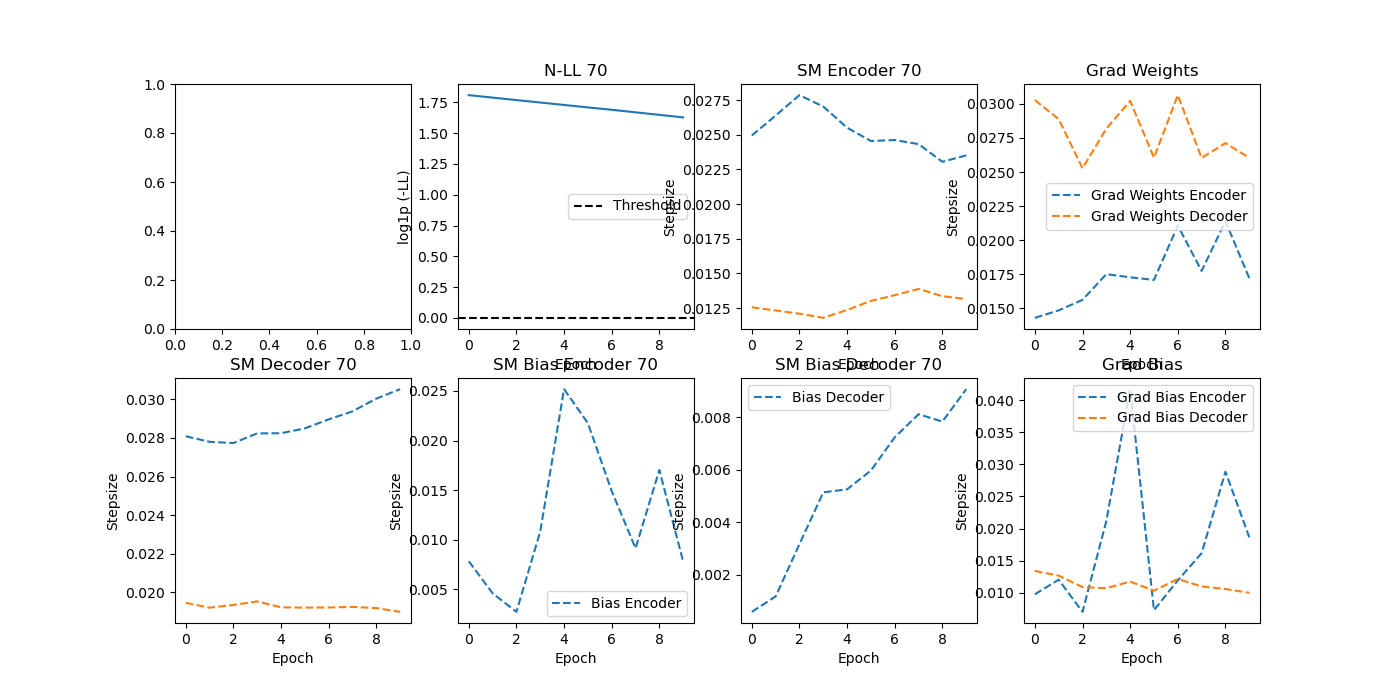 N-LL 70
SM Encoder 70
Grad Weights
1.0
0.8
0.6
0.4
0.2
0.0
0.0 0.2 0.4 0.6 0.8 1.0
log1p (-LL)
1.75
1.50
1.25
1.00
0.75
0.50
0.25
0.00
Threshold
0 2 4 6 8
Epoch
Stepsize
0.0275
0.0250
0.0225
0.0200
0.0175
0.0150
0.0125
0 2 4 6 8
Epoch
Stepsize
0.0300
0.0275
0.0250
0.0225
0.0200
0.0175
0.0150
Grad Weights Encoder
Grad Weights Decoder
0 2 4 6 8
Epoch
SM Decoder 70
SM Bias Encoder 70
SM Bias Decoder 70
Grad Bias
Stepsize
0.030
0.028
0.026
0.024
0.022
0.020
0 2 4 6 8
Epoch
Stepsize
0.025
0.020
0.015
0.010
0.005
Bias Encoder
0 2 4 6 8
Epoch
Stepsize
0.008
0.006
0.004
0.002
Bias Decoder
0 2 4 6 8
Epoch
Stepsize
0.040
0.035
0.030
0.025
0.020
0.015
0.010
Grad Bias Encoder
Grad Bias Decoder
0 2 4 6 8
Epoch